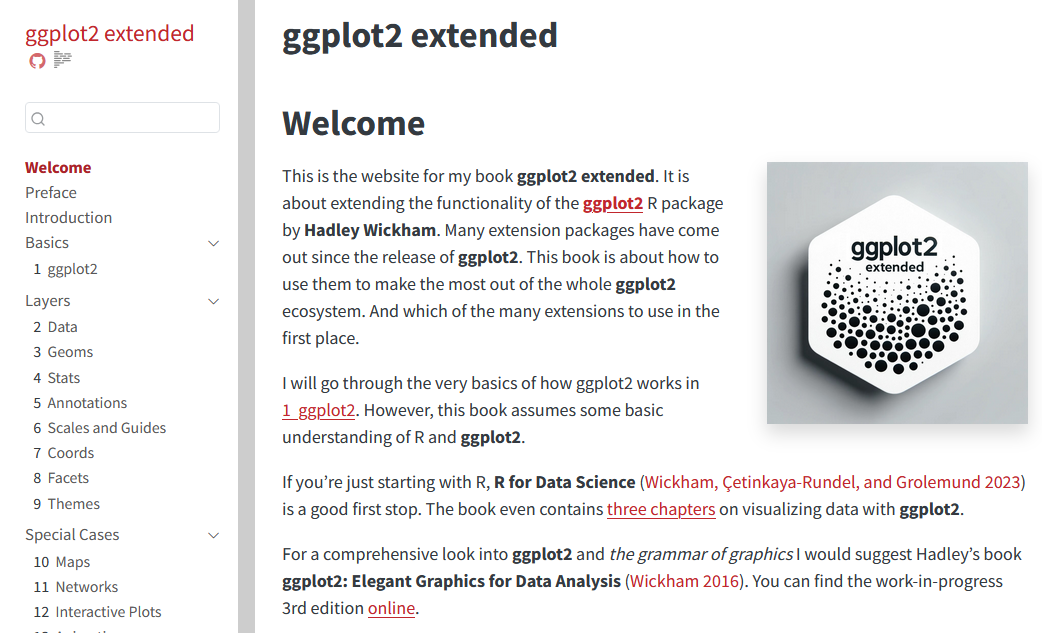 ggplot2 extended
Welcome
Preface
Introduction
Basics
1 ggplot2
Layers
2 Data
3 Geoms
4 Stats
5 Annotations
6 Scales and Guides
7 Coords
8 Facets
9 Themes
Special Cases
10 Maps
11 Networks
12 Interactive Plots
ggplot2 extended
Welcome
This is the website for my book ggplot2 extended. It is
about extending the functionality of the ggplot2 R package
by Hadley Wickham. Many extension packages have come
out since the release of ggplot2. This book is about how to
use them to make the most out of the whole ggplot2
ecosystem. And which of the many extensions to use in the
first place.
ggplot2
extended
I will go through the very basics of how ggplot2 works in
1 ggplot2. However, this book assumes some basic
understanding of R and ggplot2.
If you’re just starting with R, R for Data Science (Wickham, Çetinkaya-Rundel, and Grolemund 2023)
is a good first stop. The book even contains three chapters on visualizing data with ggplot2.
For a comprehensive look into ggplot2 and the grammar of graphics I would suggest Hadley’s book
ggplot2: Elegant Graphics for Data Analysis (Wickham 2016). You can find the work-in-progress
3rd edition online.